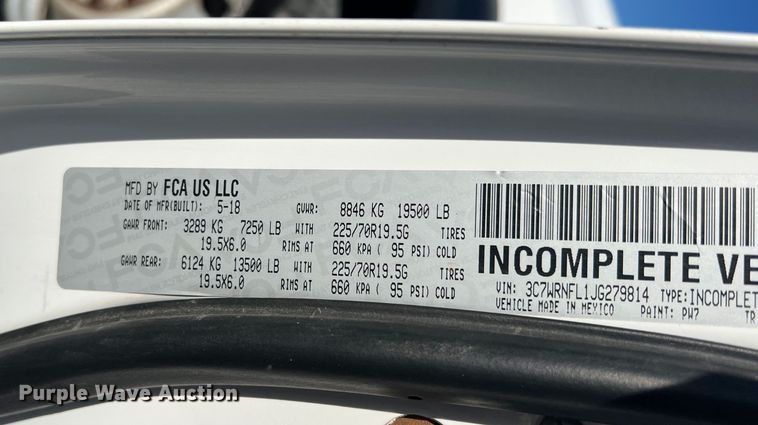 MFD BY FCA US LLC
DATE OF MFR(BUILT): 5-18 GVWR: 8846 KG 19500 LB
GAWR FRONT: 3289 KG 7250 LB WITH 225/70R19.5G TIRES
19.5X6.0 RIMS AT 660 KPA ( 95 PSI) COLD
GAWR REAR: 6124 KG 13500 LB WITH 225/70R19.5G TIRES
19.5X6.0 RIMS AT 660 KPA ( 95 PSI) COLD
INCOMPLETE VE
VIN: 3C7WRNFL1JG279814 TYPE:INCOMPLET
VEHICLE MADE IN MEXICO PAINT: PW7 TR
Purple Wave Auction